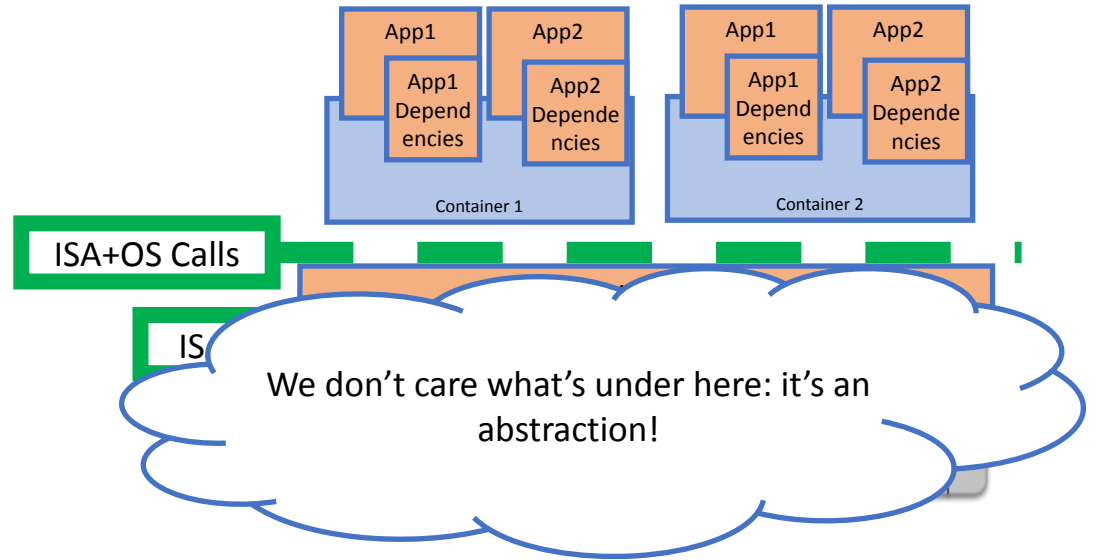 App1
App2
App1
App2
App1
Depend
encies
App2
Depende
ncies
App1
Depend
encies
App2
Depende
ncies
Container 1
Container 2
ISA+OS Calls
IS
We don’t care what’s under here: it’s an
abstraction!